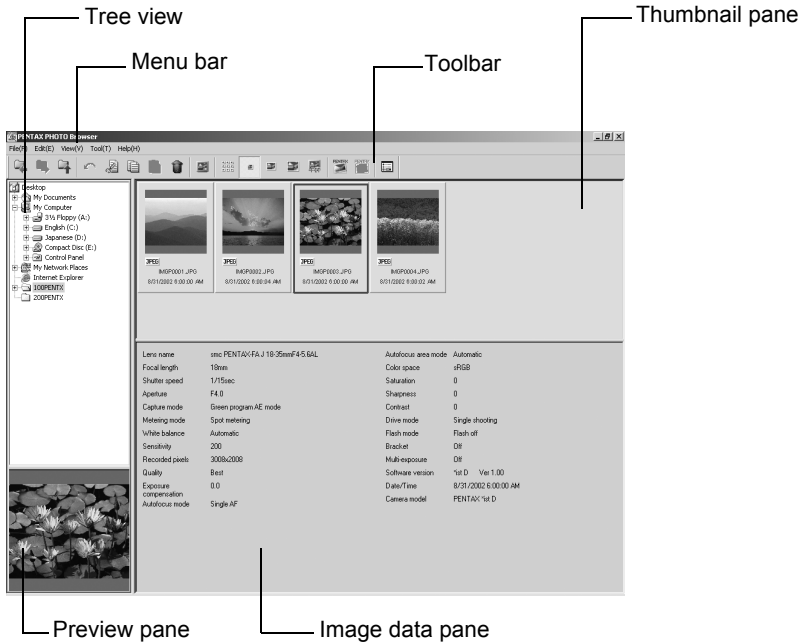 Tree view
Thumbnail pane
Menu bar
Toolbar
PENTAX PHOTO Browser
File(F) Edit(E) View(V) Tool(T) Help(H)
Desktop
My Documents
My Computer
3½ Floppy (A:)
English (C:)
Japanese (D:)
Compact Disc (E:)
Control Panel
My Network Places
Internet Explorer
100PENTX
200PENTX
JPEG
IMGP0001.JPG
8/31/2002 6:00:00 AM
JPEG
IMGP0002.JPG
8/31/2002 6:00:04 AM
JPEG
IMGP0003.JPG
8/31/2002 6:00:00 AM
JPEG
IMGP0004.JPG
8/31/2002 6:00:02 AM
Lens name smc PENTAX-FA J 18-35mmF4-5.6AL
Focal length 18mm
Shutter speed 1/15sec
Aperture F4.0
Capture mode Green program AE mode
Metering mode Spot metering
White balance Automatic
Sensitivity 200
Recorded pixels 3008x2008
Quality Best
Exposure compensation 0.0
Autofocus mode Single AF
Autofocus area mode Automatic
Color space sRGB
Saturation 0
Sharpness 0
Contrast 0
Drive mode Single shooting
Flash mode Flash off
Bracket Off
Multi-exposure Off
Software version *ist D Ver 1.00
Date/Time 8/31/2002 6:00:00 AM
Camera model PENTAX *ist D
Preview pane
Image data pane